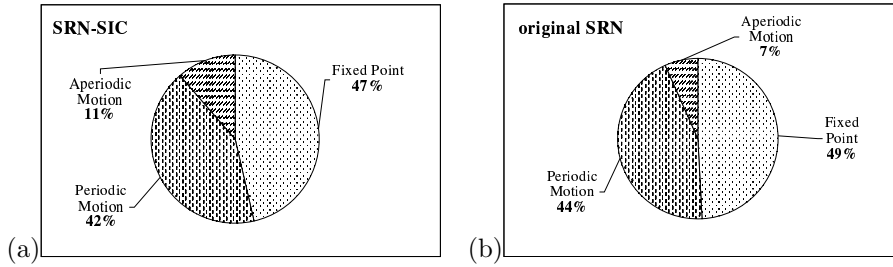 SRN-SIC
Fixed Point
47%
Aperiodic
Motion
11%
Periodic
Motion
42%
(a)
original SRN
Aperiodic
Motion
7%
Fixed
Point
49%
Periodic
Motion
44%
(b)